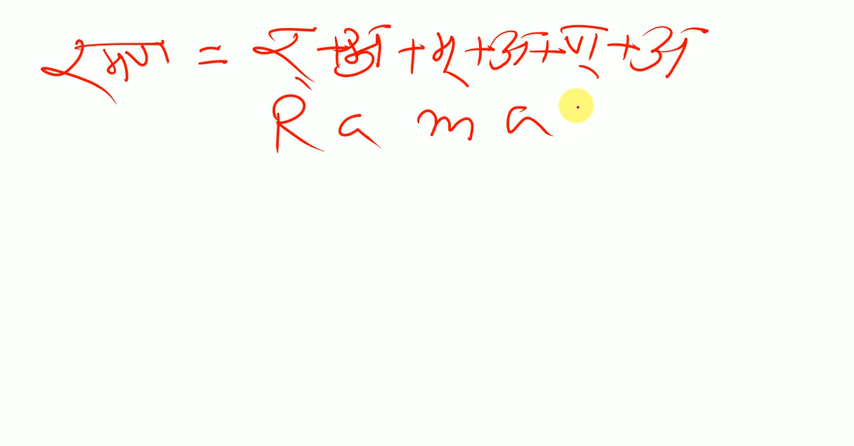 रमण = र् + अ + म् + अ + ण् + अ
R a m a